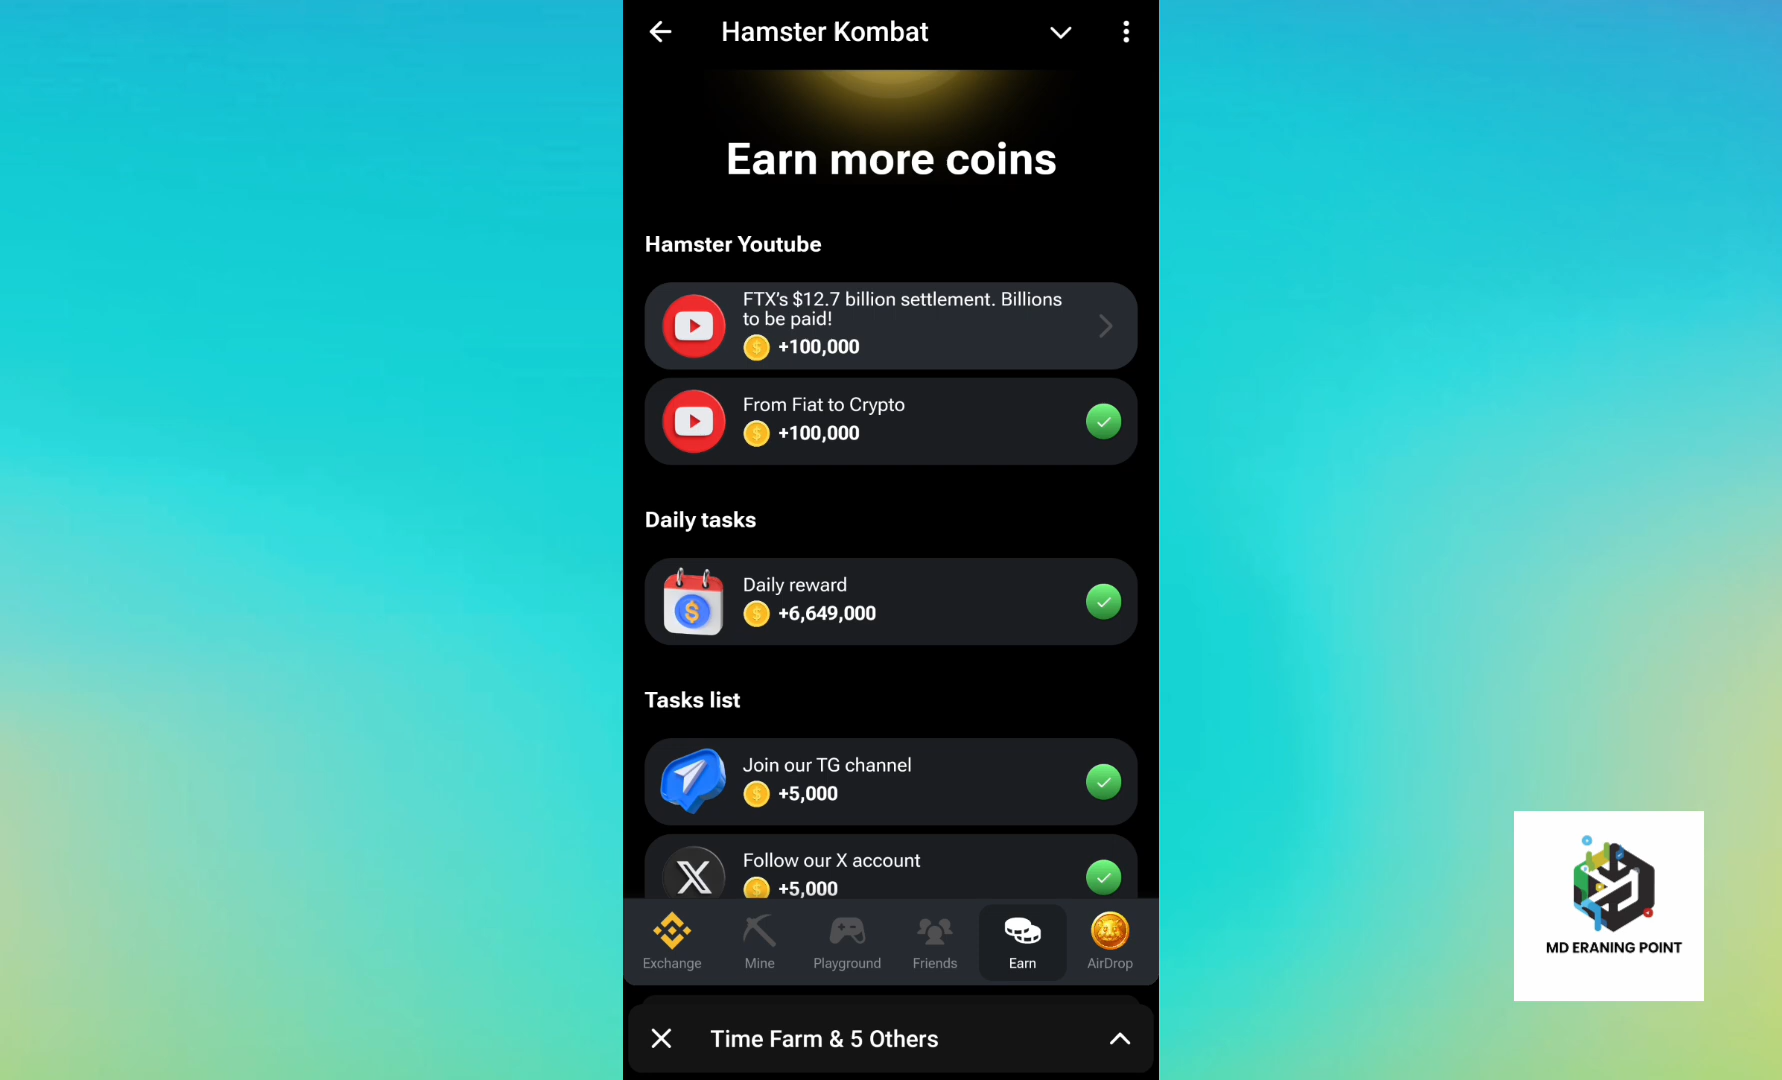 Hamster Kombat
Earn more coins
Hamster Youtube
FTX's $12.7 billion settlement. Billions
to be paid!
+100,000
From Fiat to Crypto
+100,000
Daily tasks
Daily reward
+6,649,000
Tasks list
Join our TG channel
+5,000
Follow our X account
+5,000
Exchange
Mine
Playground
Friends
Earn
AirDrop
MD ERANING POINT
Time Farm & 5 Others